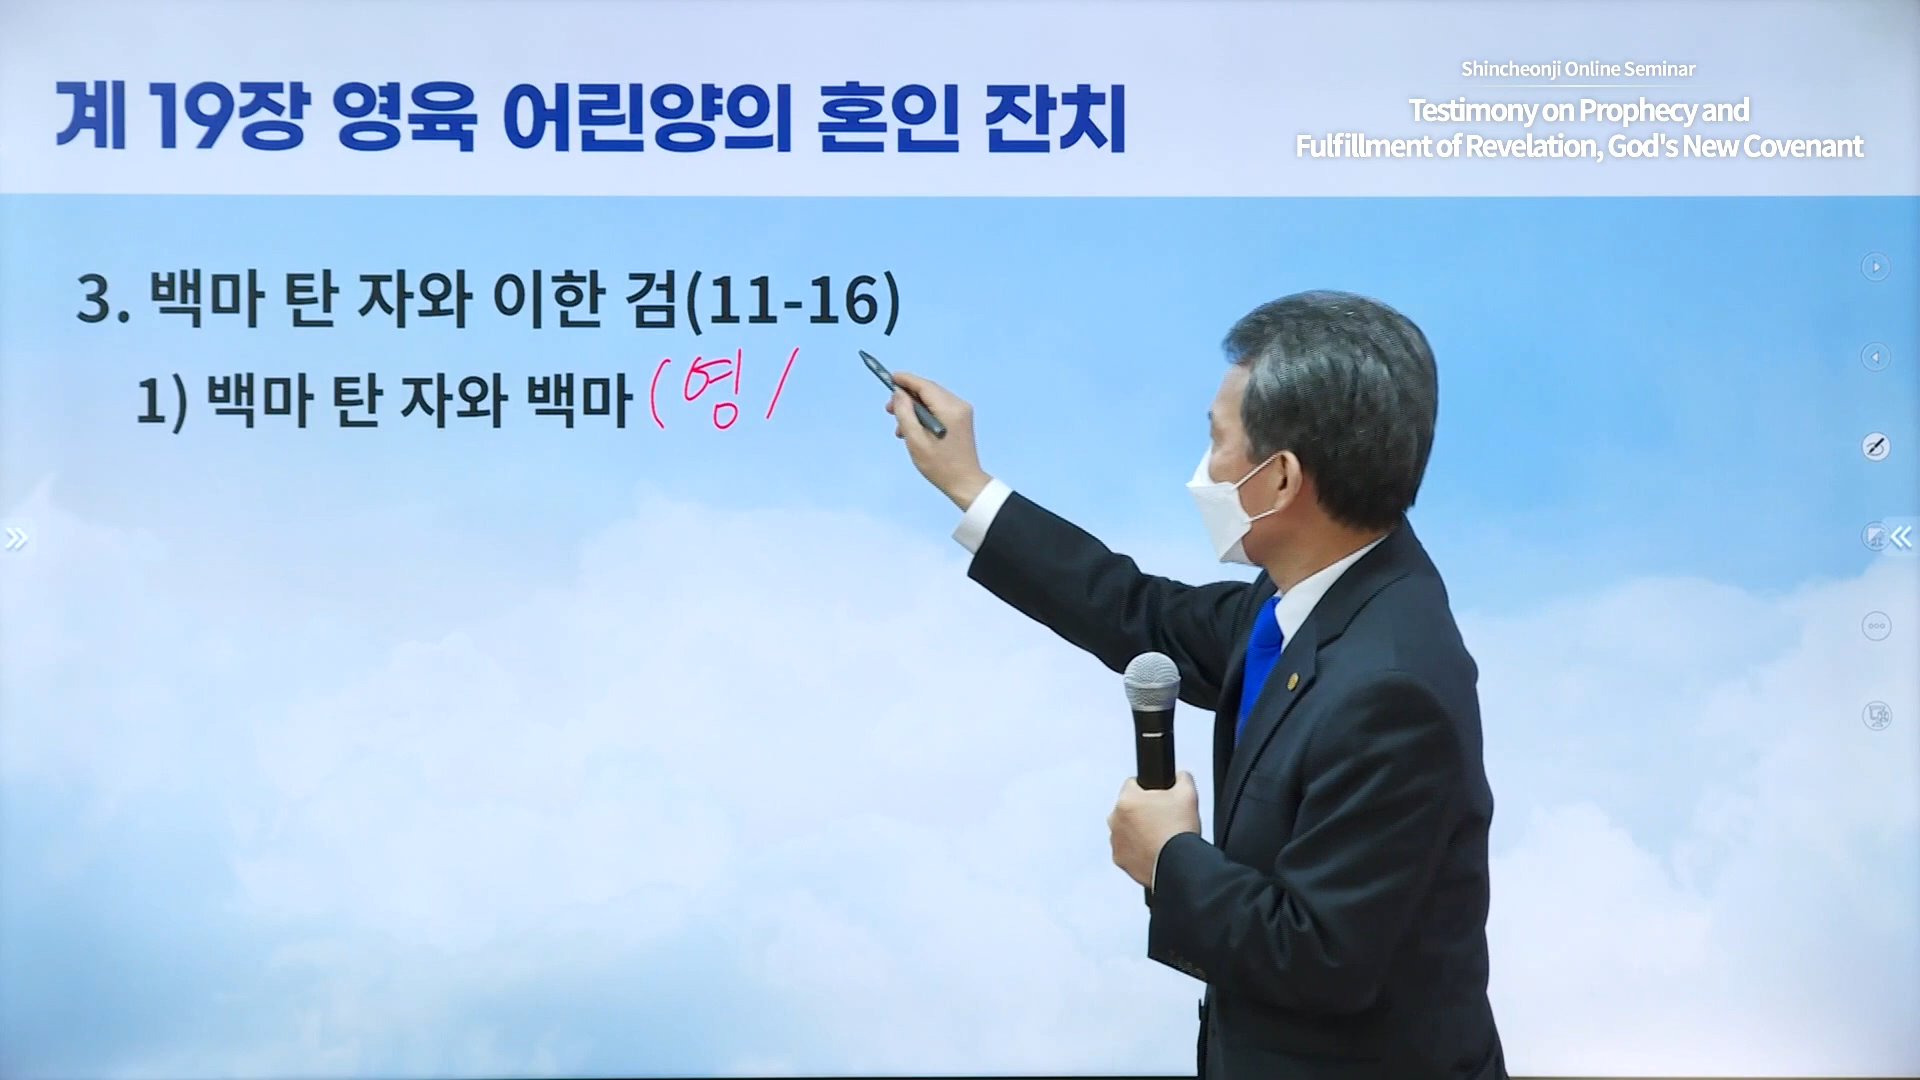 계 19장 영육 어린양의 혼인 잔치
Shincheonji Online Seminar
Testimony on Prophecy and
Fulfillment of Revelation, God's New Covenant
3. 백마 탄 자와 이한 검(11-16)
1) 백마 탄 자와 백마 (영 /